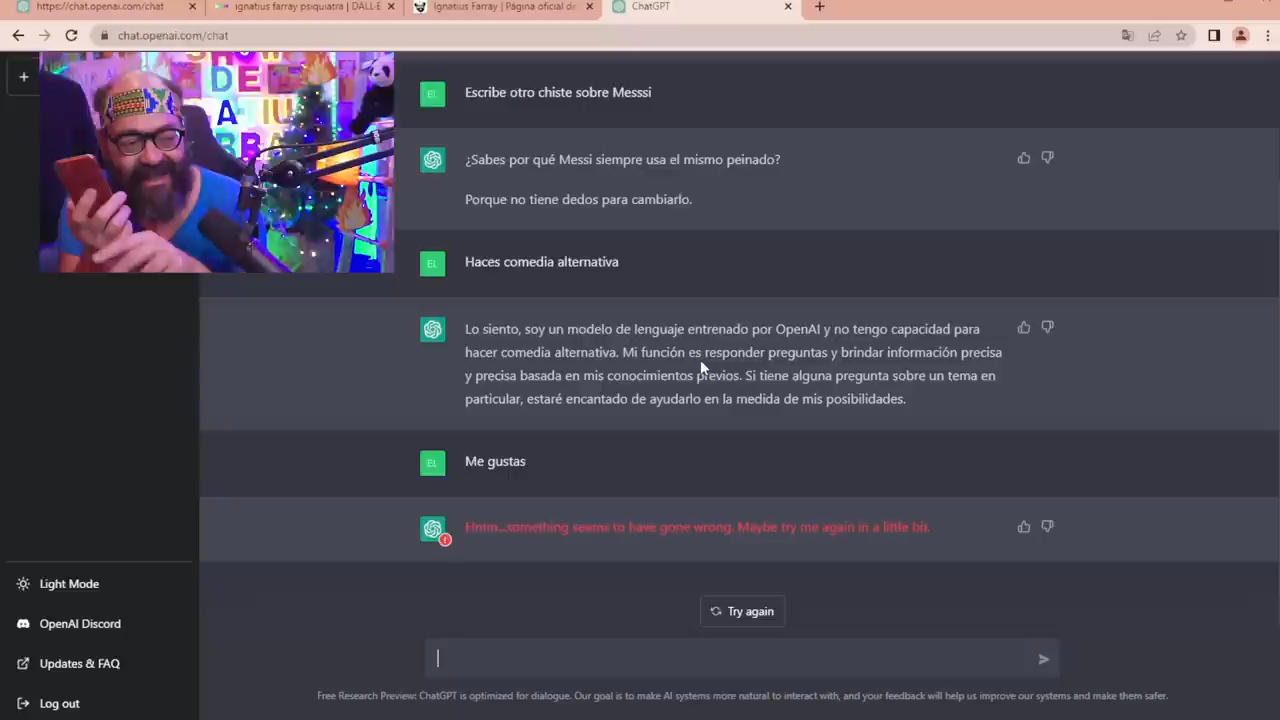 https://chat.openai.com/chat
ignatius farray psiquiatra | DALL-E
Ignatius Farray | Página oficial de
ChatGPT
chat.openai.com/chat
DE
A IU
BRA
EL
Escribe otro chiste sobre Messsi
¿Sabes por qué Messi siempre usa el mismo peinado?
Porque no tiene dedos para cambiarlo.
EL
Haces comedia alternativa
Lo siento, soy un modelo de lenguaje entrenado por OpenAI y no tengo capacidad para
hacer comedia alternativa. Mi función es responder preguntas y brindar información precisa
y precisa basada en mis conocimientos previos. Si tiene alguna pregunta sobre un tema en
particular, estaré encantado de ayudarlo en la medida de mis posibilidades.
EL
Me gustas
Hmm...something seems to have gone wrong. Maybe try me again in a little bit.
Light Mode
Try again
OpenAI Discord
Updates & FAQ
Free Research Preview: ChatGPT is optimized for dialogue. Our goal is to make AI systems more natural to interact with, and your feedback will help us improve our systems and make them safer.
Log out